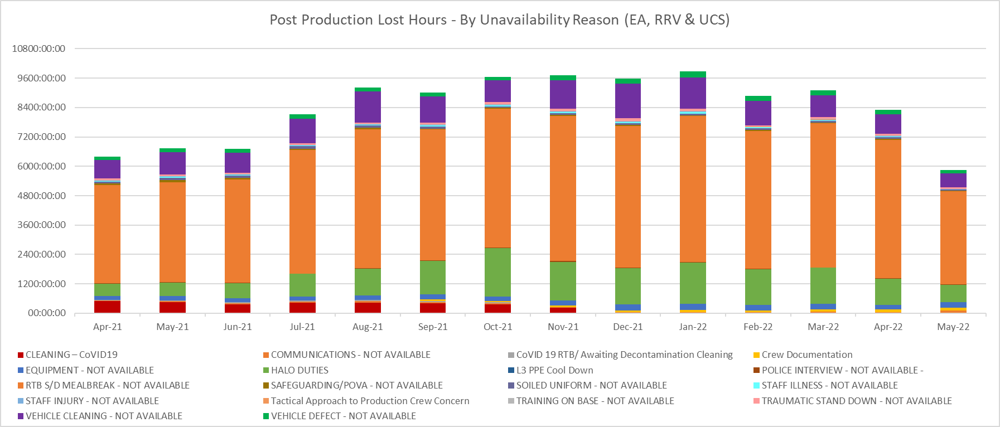 Post Production Lost Hours - By Unavailability Reason (EA, RRV & UCS)
10800:00:00
9600:00:00
8400:00:00
7200:00:00
6000:00:00
4800:00:00
3600:00:00
2400:00:00
1200:00:00
00:00:00
Apr-21 May-21 Jun-21 Jul-21 Aug-21 Sep-21 Oct-21 Nov-21 Dec-21 Jan-22 Feb-22 Mar-22 Apr-22 May-22
CLEANING – CoVID19 COMMUNICATIONS - NOT AVAILABLE CoVID 19 RTB/ Awaiting Decontamination Cleaning Crew Documentation
EQUIPMENT - NOT AVAILABLE HALO DUTIES L3 PPE Cool Down POLICE INTERVIEW - NOT AVAILABLE -
RTB S/D MEALBREAK - NOT AVAILABLE SAFEGUARDING/POVA - NOT AVAILABLE SOILED UNIFORM - NOT AVAILABLE STAFF ILLNESS - NOT AVAILABLE
STAFF INJURY - NOT AVAILABLE Tactical Approach to Production Crew Concern TRAINING ON BASE - NOT AVAILABLE TRAUMATIC STAND DOWN - NOT AVAILABLE
VEHICLE CLEANING - NOT AVAILABLE VEHICLE DEFECT - NOT AVAILABLE